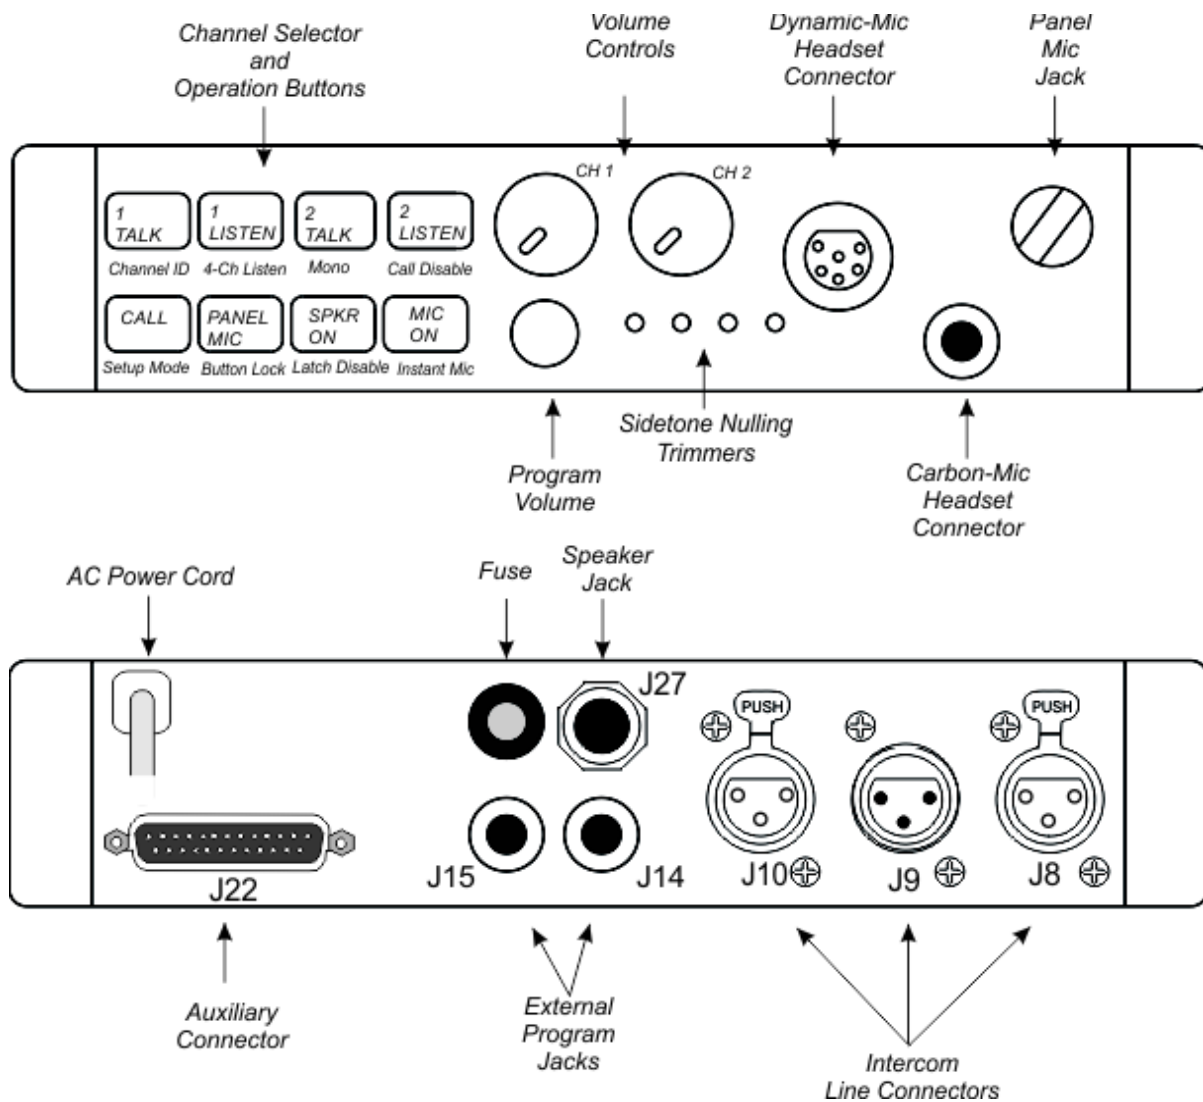 Channel Selector
and
Operation Buttons
Volume
Controls
Dynamic-Mic
Headset
Connector
Panel
Mic
Jack
1
TALK
1
LISTEN
2
TALK
2
LISTEN
Channel ID
4-Ch Listen
Mono
Call Disable
CALL
PANEL
MIC
SPKR
ON
MIC
ON
Setup Mode
Button Lock
Latch Disable
Instant Mic
CH 1
CH 2
Sidetone Nulling
Trimmers
Program
Volume
Carbon-Mic
Headset
Connector
AC Power Cord
Fuse
Speaker
Jack
J27
PUSH
PUSH
J22
J15
J14
J10
J9
J8
Auxiliary
Connector
External
Program
Jacks
Intercom
Line Connectors